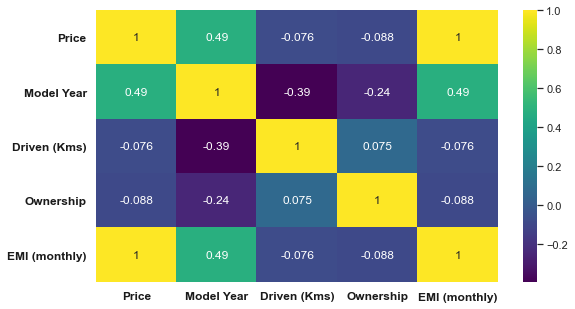 Price 1 0.49 -0.076 -0.088 1 1.0
Model Year 0.49 1 -0.39 -0.24 0.49 0.8
Driven (Kms) -0.076 -0.39 1 0.075 -0.076 0.6
Ownership -0.088 -0.24 0.075 1 -0.088 0.4
EMI (monthly) 1 0.49 -0.076 -0.088 1 0.2
0.0
−0.2
Price Model Year Driven (Kms) Ownership EMI (monthly)